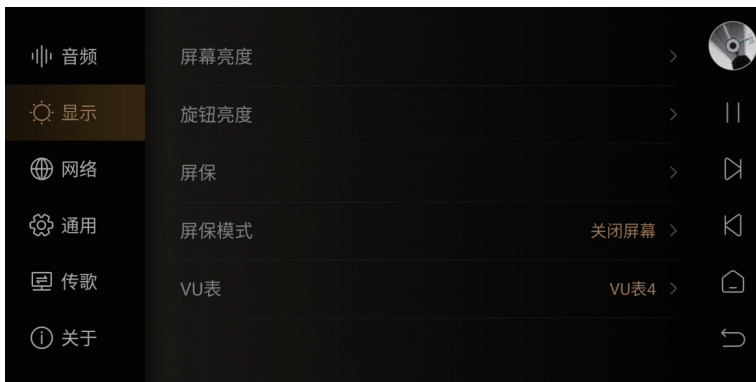 音频
显示
网络
通用
传歌
关于
屏幕亮度
旋钮亮度
屏保
屏保模式 关闭屏幕
VU表 VU表4